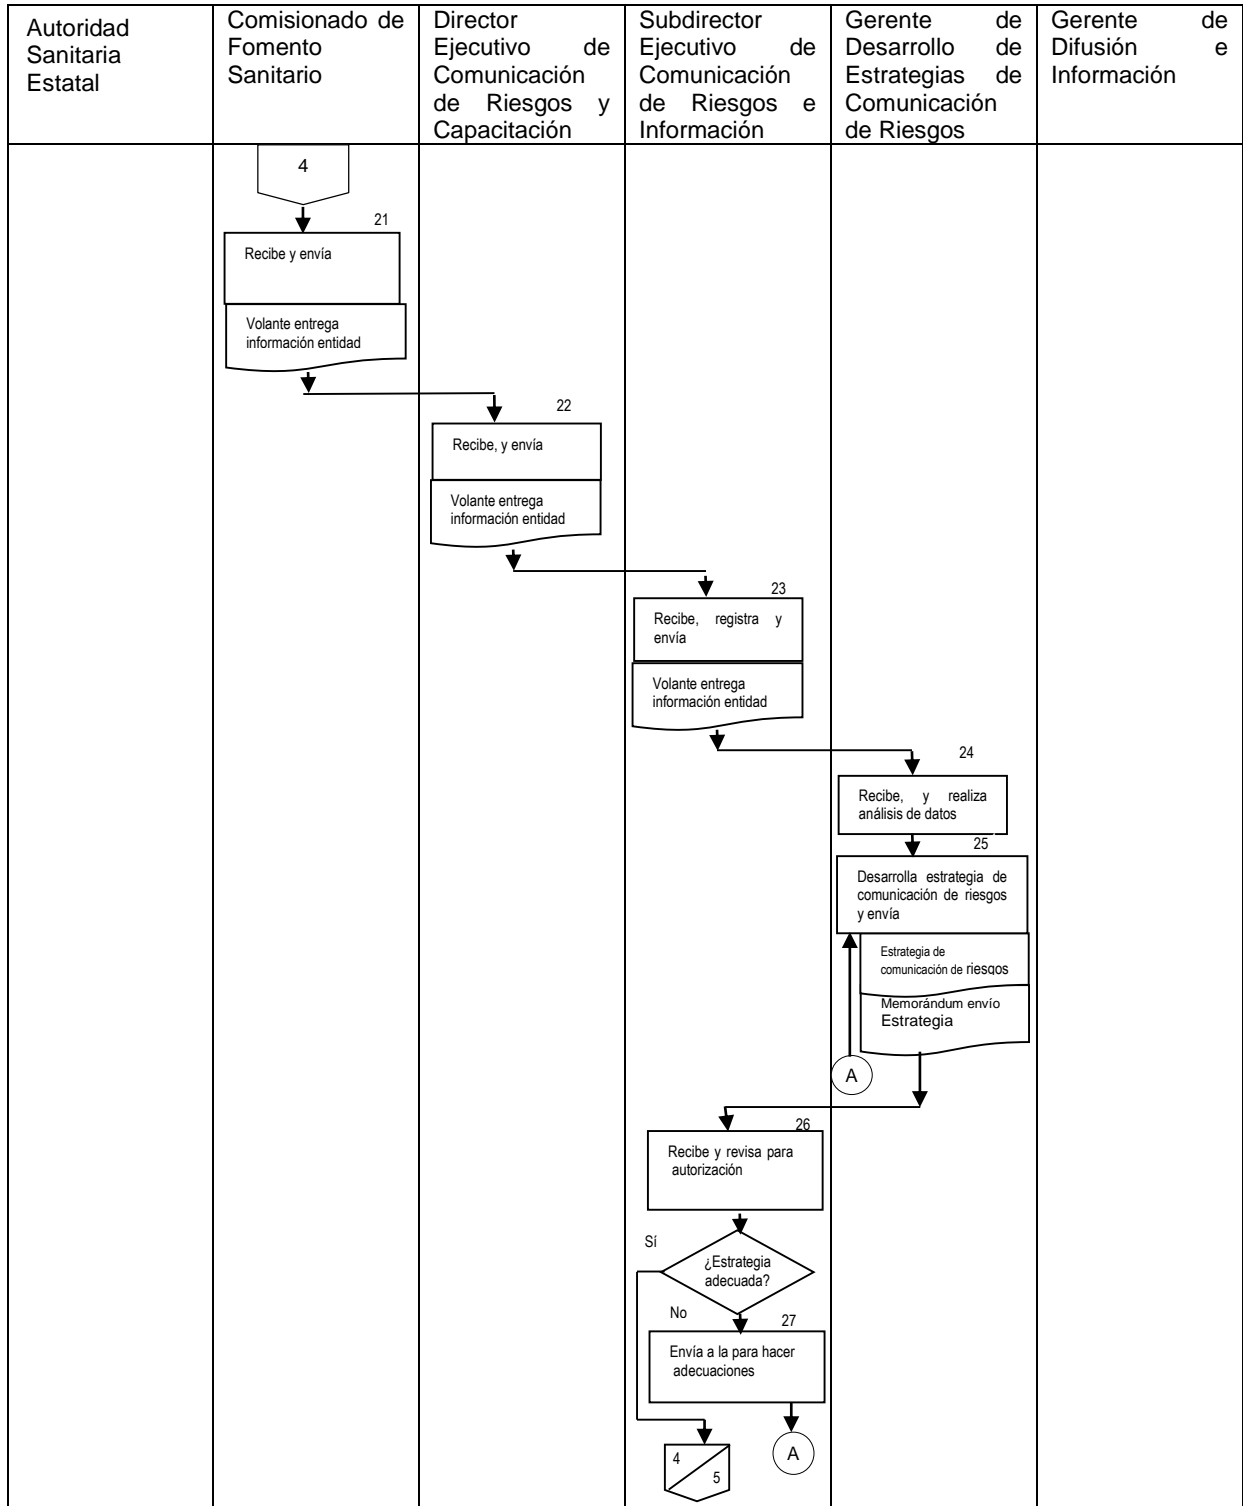 Autoridad
Sanitaria
Estatal
Comisionado de
Fomento
Sanitario
Director
Ejecutivo de
Comunicación
de Riesgos y
Capacitación
Subdirector
Ejecutivo de
Comunicación
de Riesgos e
Información
Gerente de
Desarrollo de
Estrategias de
Comunicación
de Riesgos
Gerente de
Difusión e
Información
4
21
Recibe y envía
Volante entrega
información entidad
22
Recibe, y envía
Volante entrega
información entidad
23
Recibe, registra y
envía
Volante entrega
información entidad
24
Recibe, y realiza
análisis de datos
25
Desarrolla estrategia de
comunicación de riesgos
y envía
Estrategia de
comunicación de riesgos
Memorándum envío
Estrategia
A
26
Recibe y revisa para
autorización
Sí
¿Estrategia
adecuada?
No
27
Envía a la para hacer
adecuaciones
4
5
A